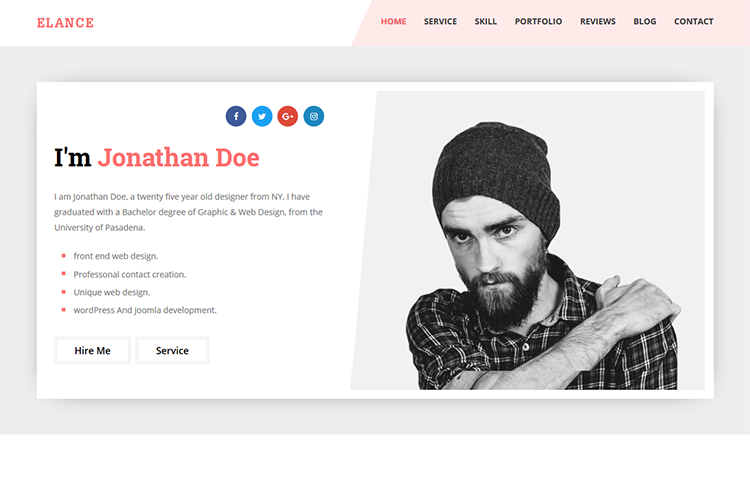 ELANCE
HOME SERVICE SKILL PORTFOLIO REVIEWS BLOG CONTACT
I'm Jonathan Doe
I am Jonathan Doe, a twenty five year old designer from NY. I have
graduated with a Bachelor degree of Graphic & Web Design, from the
University of Pasadena.
front end web design.
Professonal contact creation.
Unique web design.
wordPress And Joomla development.
Hire Me Service